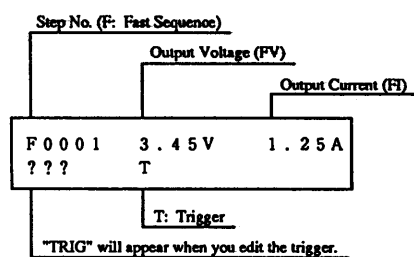 Step No. (F: Fast Sequence)
Output Voltage (FV)
Output Current (FI)
F0001 3.45V 1.25A
??? T
T: Trigger
"TRIG" will appear when you edit the trigger.